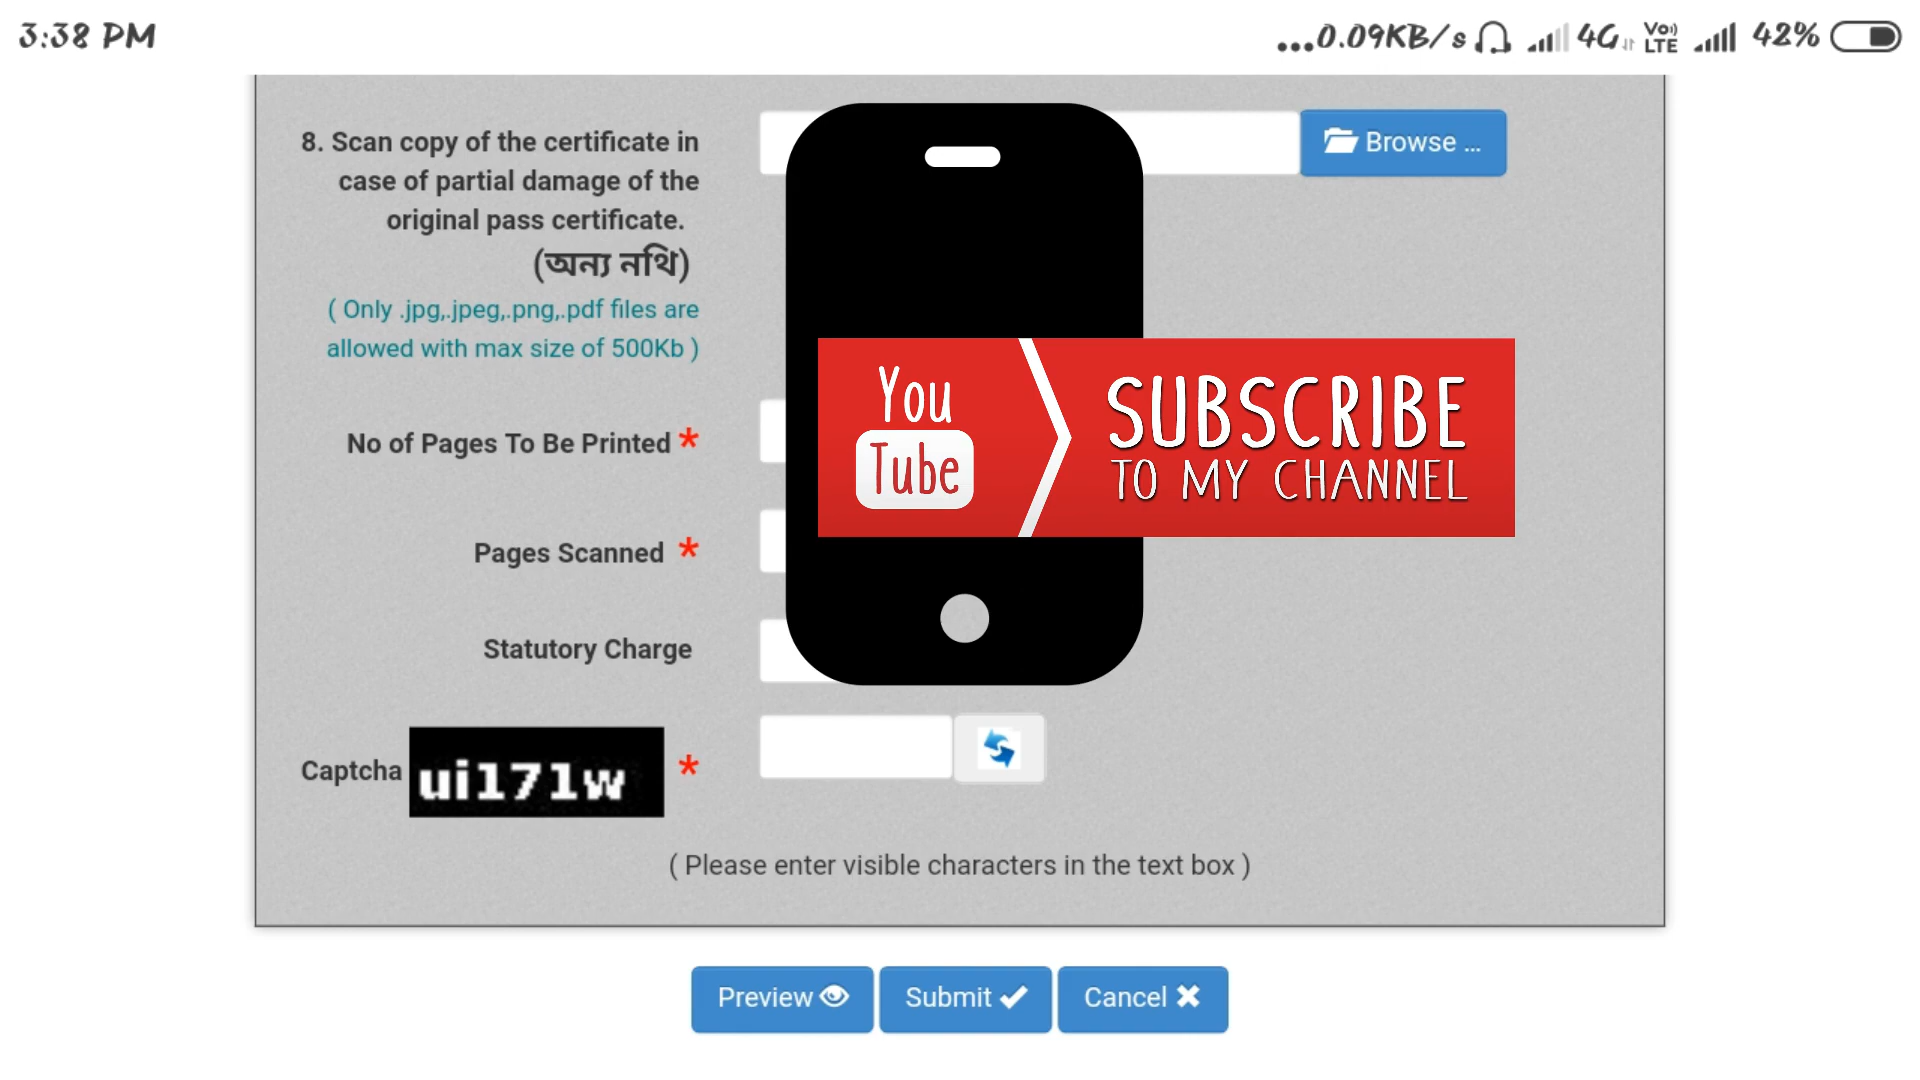 3:38 PM
...0.09KB/s 4G Vo)) LTE 42%
8. Scan copy of the certificate in
case of partial damage of the
original pass certificate.
(অন্য নথি)
( Only .jpg,.jpeg,.png,.pdf files are
allowed with max size of 500Kb )
Browse ...
You
Tube
SUBSCRIBE
TO MY CHANNEL
No of Pages To Be Printed *
Pages Scanned *
Statutory Charge
Captcha ui171w *
( Please enter visible characters in the text box )
Preview
Submit
Cancel